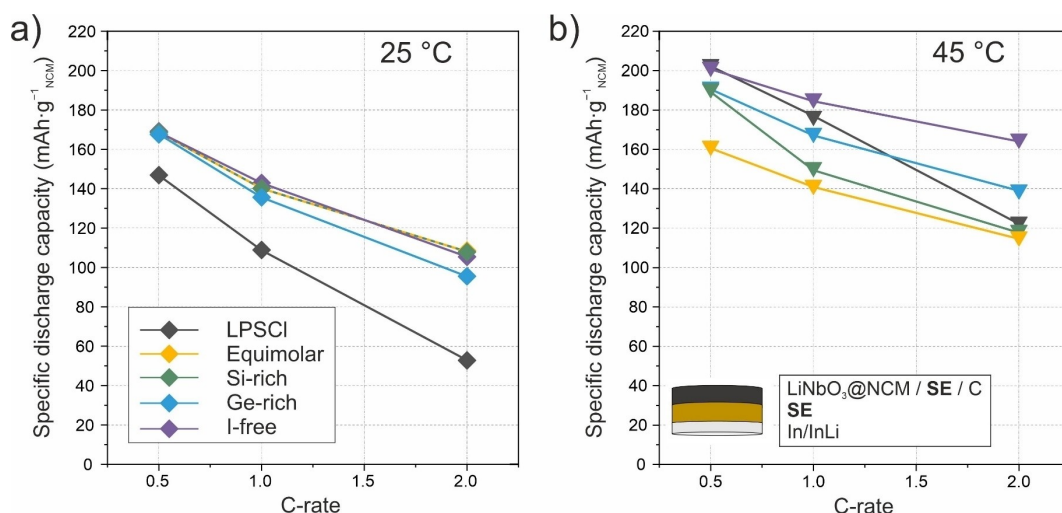 a)
25 °C
Specific discharge capacity (mAh·g⁻¹NCM)
220
200
180
160
140
120
100
80
60
40
20
0
LPSCl
Equimolar
Si-rich
Ge-rich
I-free
0.5
1.0
1.5
2.0
C-rate
b)
45 °C
Specific discharge capacity (mAh·g⁻¹NCM)
220
200
180
160
140
120
100
80
60
40
20
0
LiNbO₃@NCM / SE / C
SE
In/InLi
0.5
1.0
1.5
2.0
C-rate